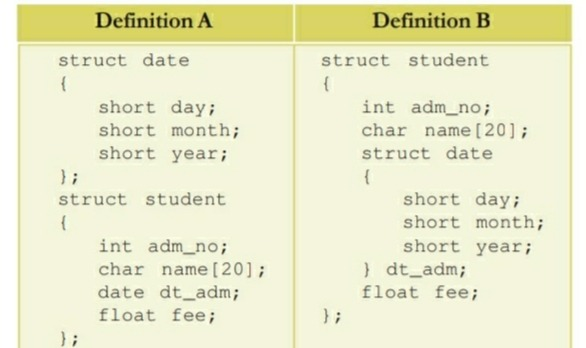 Definition A
struct date
{
short day;
short month;
short year;
};
struct student
{
int adm_no;
char name[20];
date dt_adm;
float fee;
};
Definition B
struct student
{
int adm_no;
char name[20];
struct date
{
short day;
short month;
short year;
} dt_adm;
float fee;
};